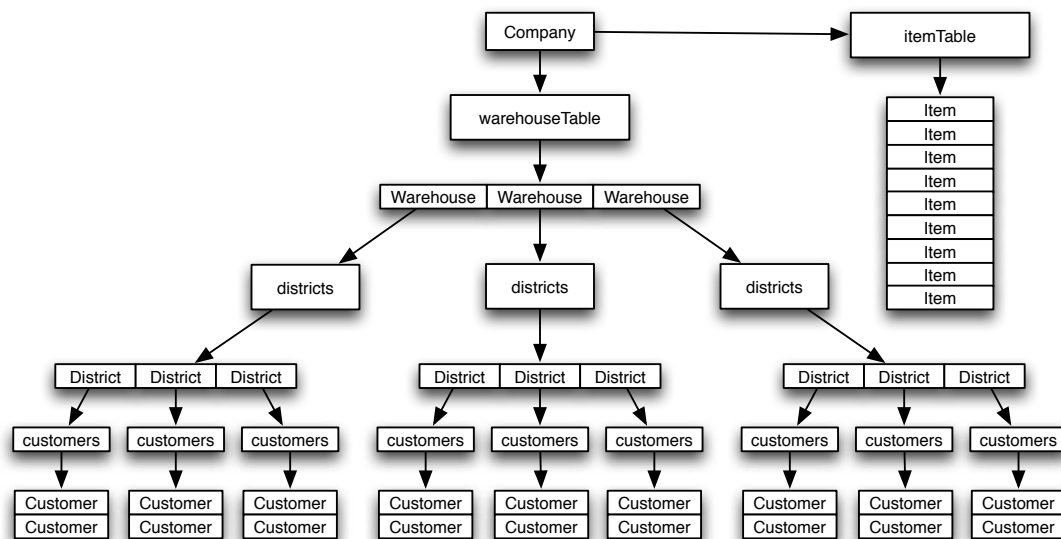 Company itemTable
warehouseTable
Item
Item
Item
Item
Item
Item
Item
Item
Item
Warehouse Warehouse Warehouse
districts districts districts
District District District District District District District District District
customers customers customers customers customers customers customers customers customers
Customer Customer Customer Customer Customer Customer Customer Customer Customer
Customer Customer Customer Customer Customer Customer Customer Customer Customer